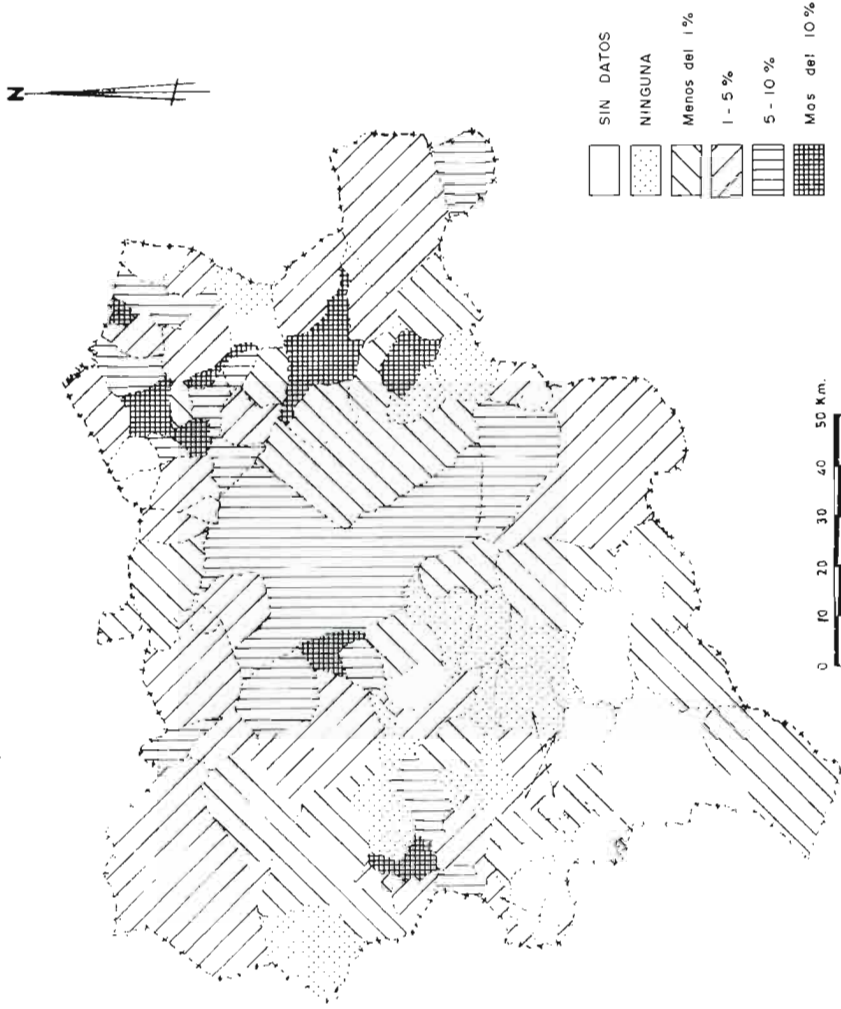 N
SIN DATOS
NINGUNA
Menos del 1%
1-5%
5-10%
Mas del 10%
0 10 20 30 40 50 Km.